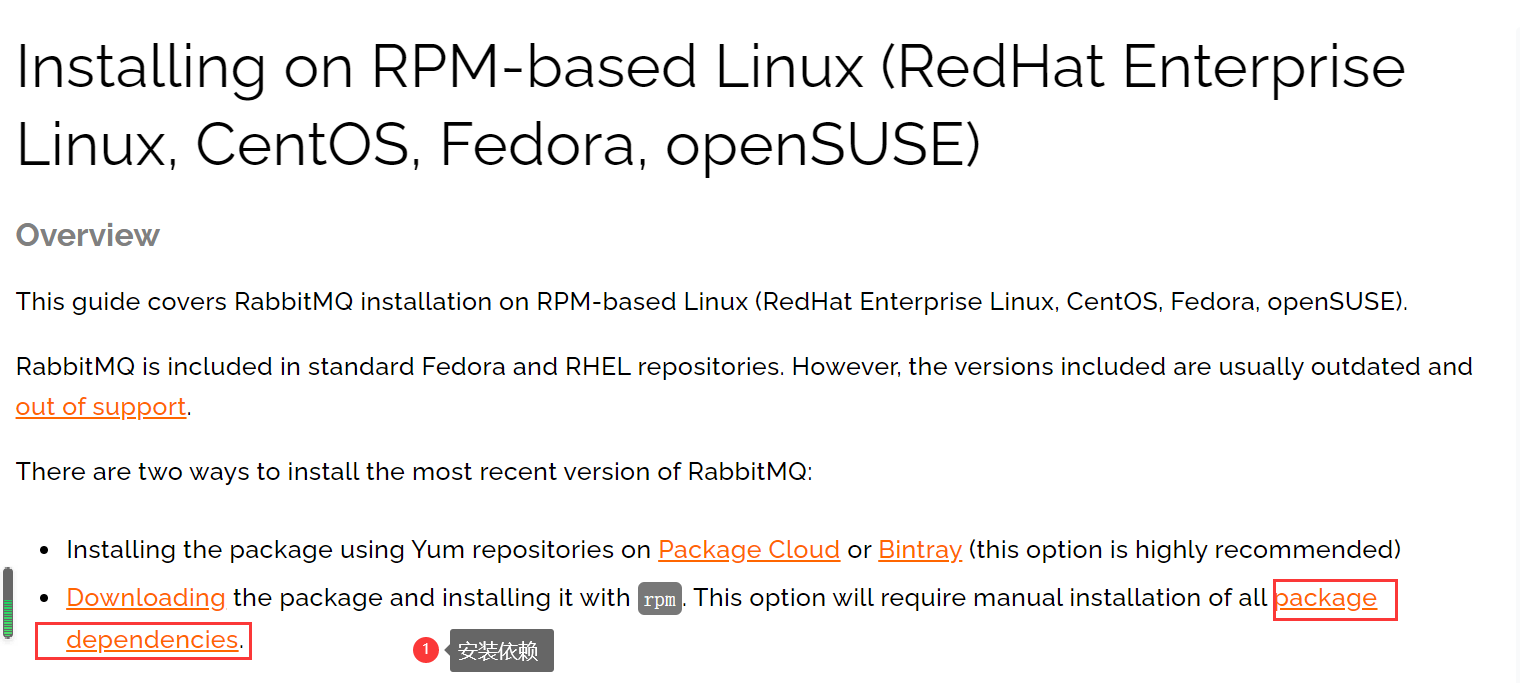 Installing on RPM-based Linux (RedHat Enterprise
Linux, CentOS, Fedora, openSUSE)
Overview
This guide covers RabbitMQ installation on RPM-based Linux (RedHat Enterprise Linux, CentOS, Fedora, openSUSE).
RabbitMQ is included in standard Fedora and RHEL repositories. However, the versions included are usually outdated and
out of support.
There are two ways to install the most recent version of RabbitMQ:
• Installing the package using Yum repositories on Package Cloud or Bintray (this option is highly recommended)
• Downloading the package and installing it with rpm. This option will require manual installation of all package
dependencies.
1 安装依赖